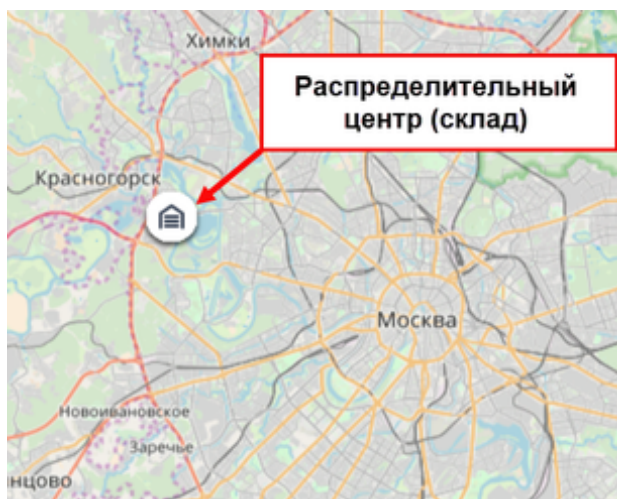 Химки
Распределительный
центр (склад)
Красногорск
Москва
Новоивановское
Заречье
нцово